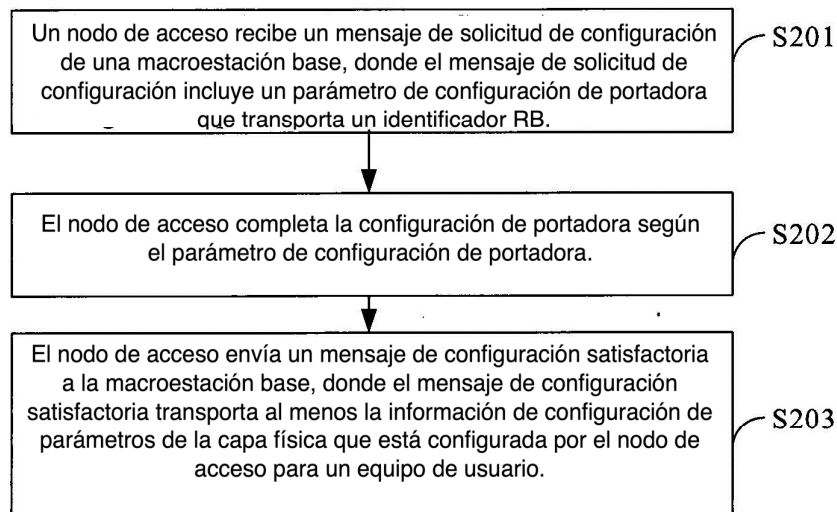 Un nodo de acceso recibe un mensaje de solicitud de configuración
de una macroestación base, donde el mensaje de solicitud de
configuración incluye un parámetro de configuración de portadora
que transporta un identificador RB.
S201
El nodo de acceso completa la configuración de portadora según
el parámetro de configuración de portadora.
S202
El nodo de acceso envía un mensaje de configuración satisfactoria
a la macroestación base, donde el mensaje de configuración
satisfactoria transporta al menos la información de configuración de
parámetros de la capa física que está configurada por el nodo de
acceso para un equipo de usuario.
S203